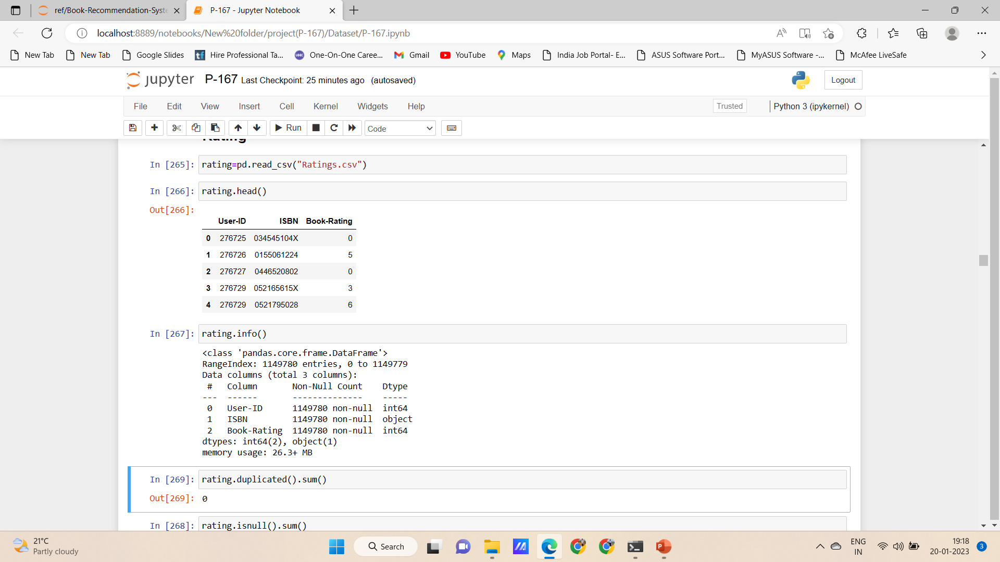 ref/Book-Recommendation-Syste
P-167 - Jupyter Notebook
localhost:8889/notebooks/New%20folder/project(P-167)/Dataset/P-167.ipynb
New Tab
New Tab
Google Slides
Hire Professional Ta...
One-On-One Caree...
Gmail
YouTube
Maps
India Job Portal- E...
ASUS Software Port...
MyASUS Software -...
McAfee LiveSafe
jupyter P-167 Last Checkpoint: 25 minutes ago (autosaved)
Logout
File Edit View Insert Cell Kernel Widgets Help
Trusted
Python 3 (ipykernel)
Run
Code
Rating
In [265]: rating=pd.read_csv("Ratings.csv")
In [266]: rating.head()
Out[266]:
User-ID ISBN Book-Rating
0 276725 034545104X 0
1 276726 0155061224 5
2 276727 0446520802 0
3 276729 052165615X 3
4 276729 0521795028 6
In [267]: rating.info()
<class 'pandas.core.frame.DataFrame'>
RangeIndex: 1149780 entries, 0 to 1149779
Data columns (total 3 columns):
# Column Non-Null Count Dtype
--- ------ -------------- -----
0 User-ID 1149780 non-null int64
1 ISBN 1149780 non-null object
2 Book-Rating 1149780 non-null int64
dtypes: int64(2), object(1)
memory usage: 26.3+ MB
In [269]: rating.duplicated().sum()
Out[269]: 0
In [268]: rating.isnull().sum()
21°C
Partly cloudy
Search
ENG
IN
19:18
20-01-2023
3